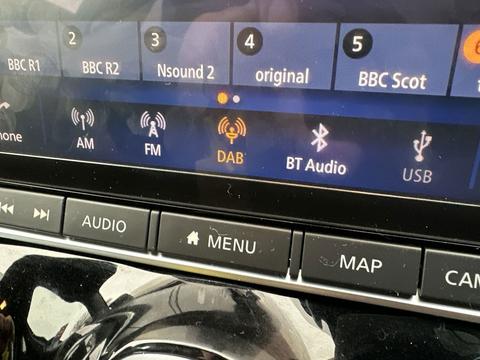 2 3 4 5 6
BBC R1 BBC R2 Nsound 2 original BBC Scot
hone AM FM DAB BT Audio USB
AUDIO MENU MAP CAM